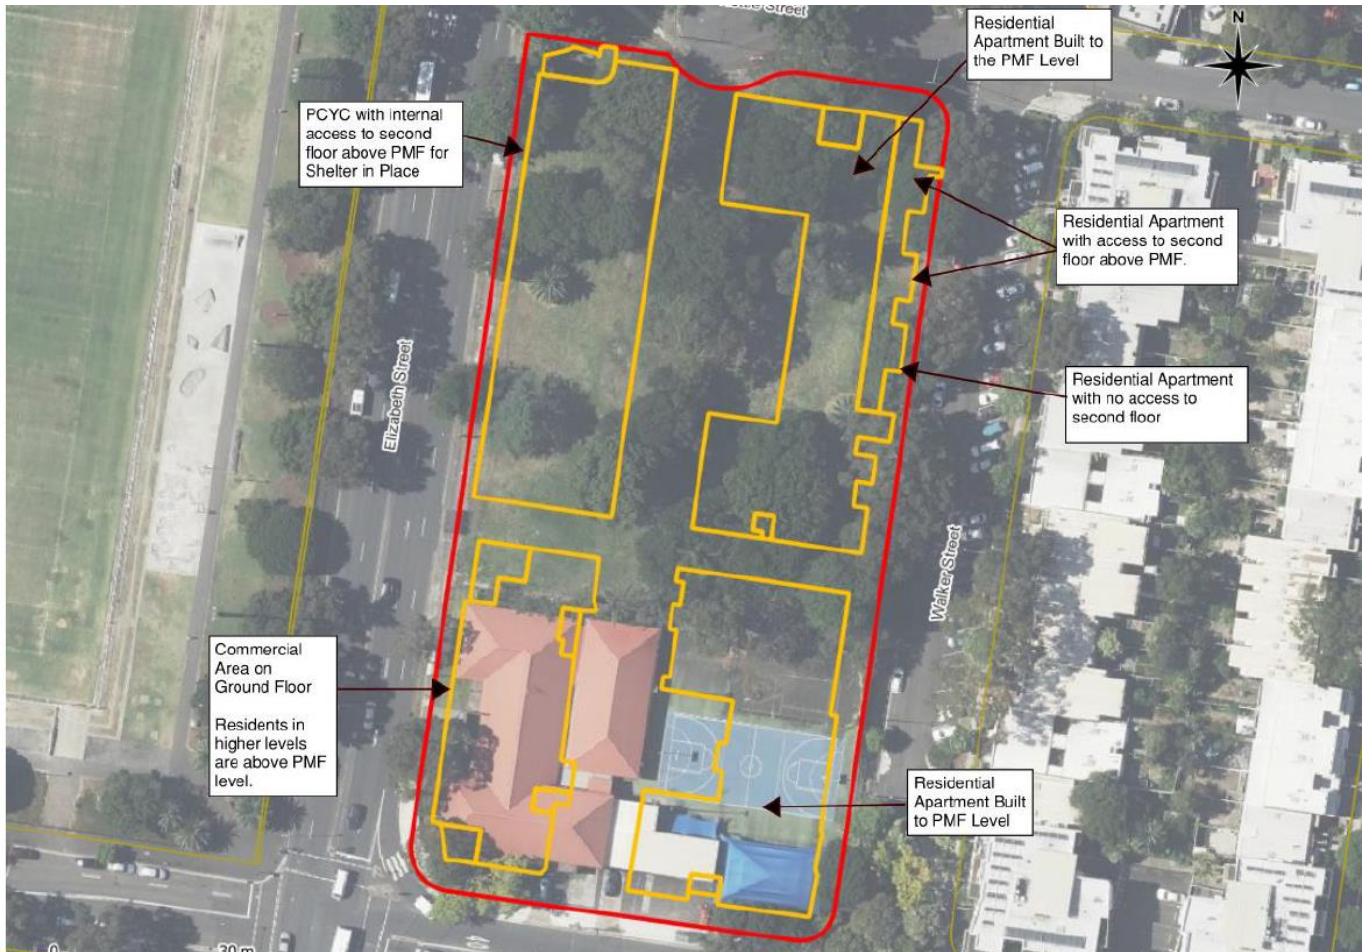 Residential
Apartment Built to
the PMF Level
N
PCYC with internal
access to second
floor above PMF for
Shelter in Place
Residential Apartment
with access to second
floor above PMF.
Residential Apartment
with no access to
second floor
Elizabeth Street
Walker Street
Commercial
Area on
Ground Floor
Residents in
higher levels
are above PMF
level.
Residential
Apartment Built
to PMF Level
Street
0 20 m